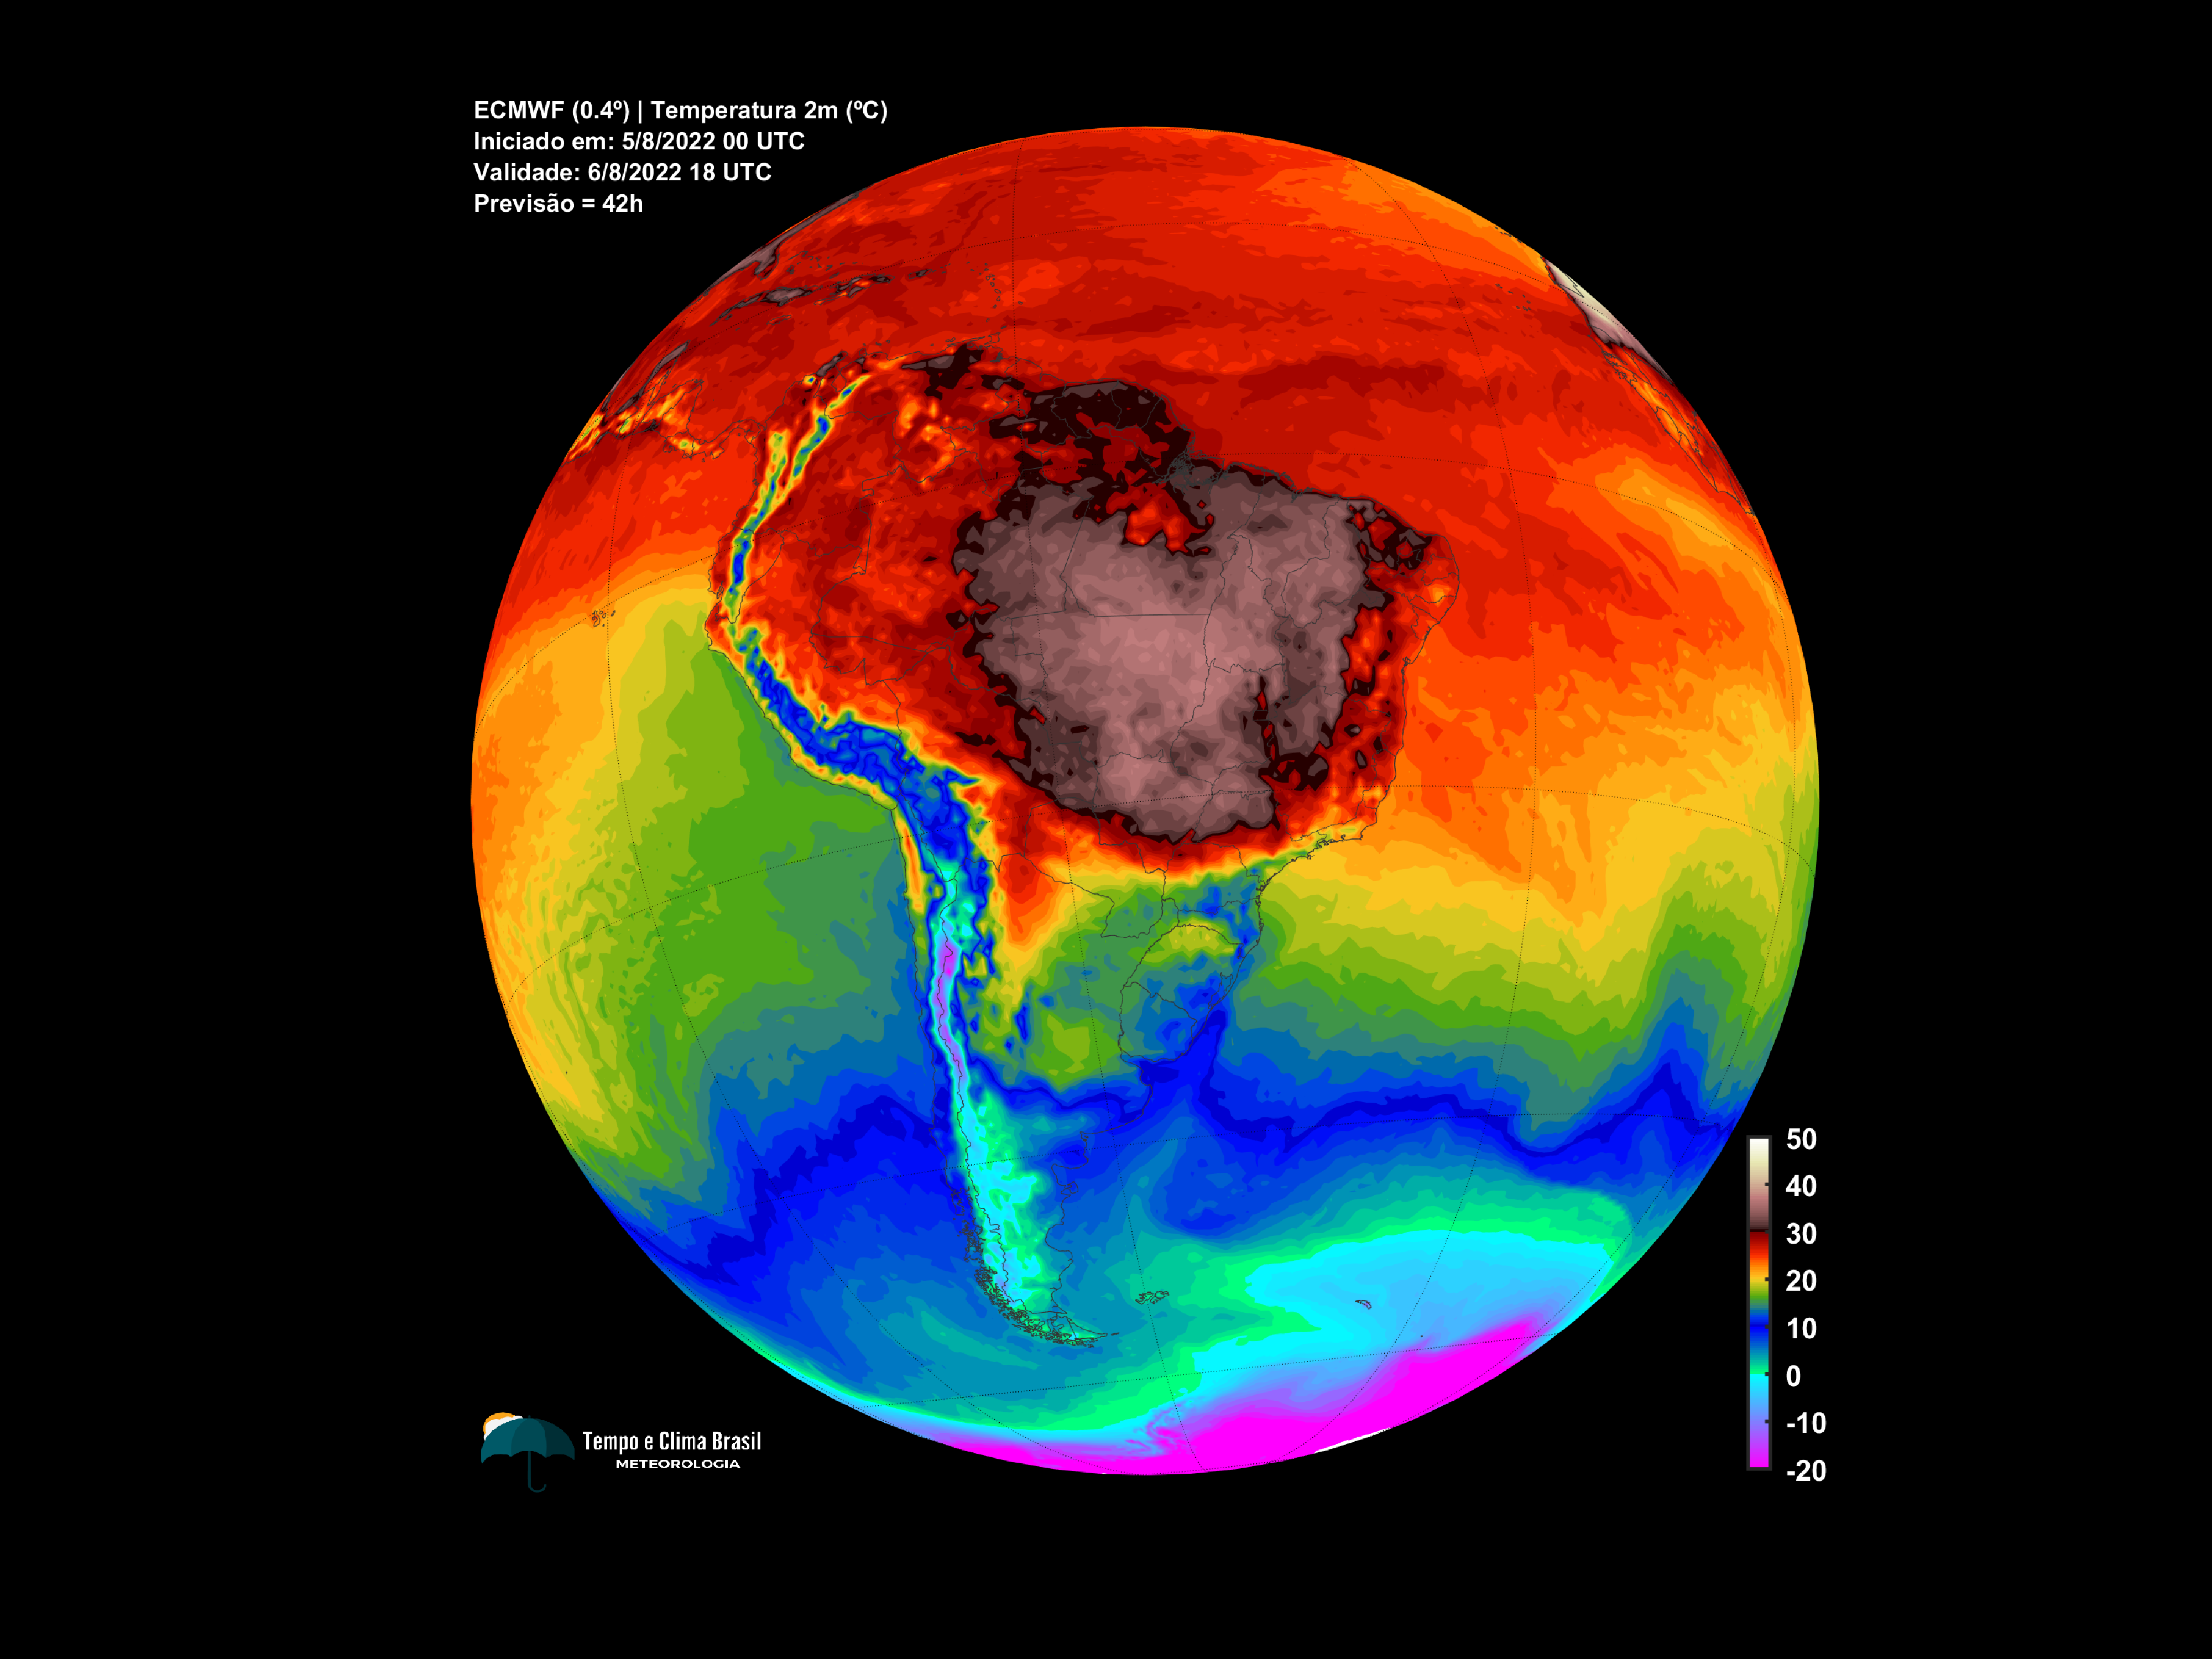 ECMWF (0.4º) | Temperatura 2m (ºC)
Iniciado em: 5/8/2022 00 UTC
Validade: 6/8/2022 18 UTC
Previsão = 42h
50
40
30
20
10
0
-10
-20
Tempo e Clima Brasil
METEOROLOGIA